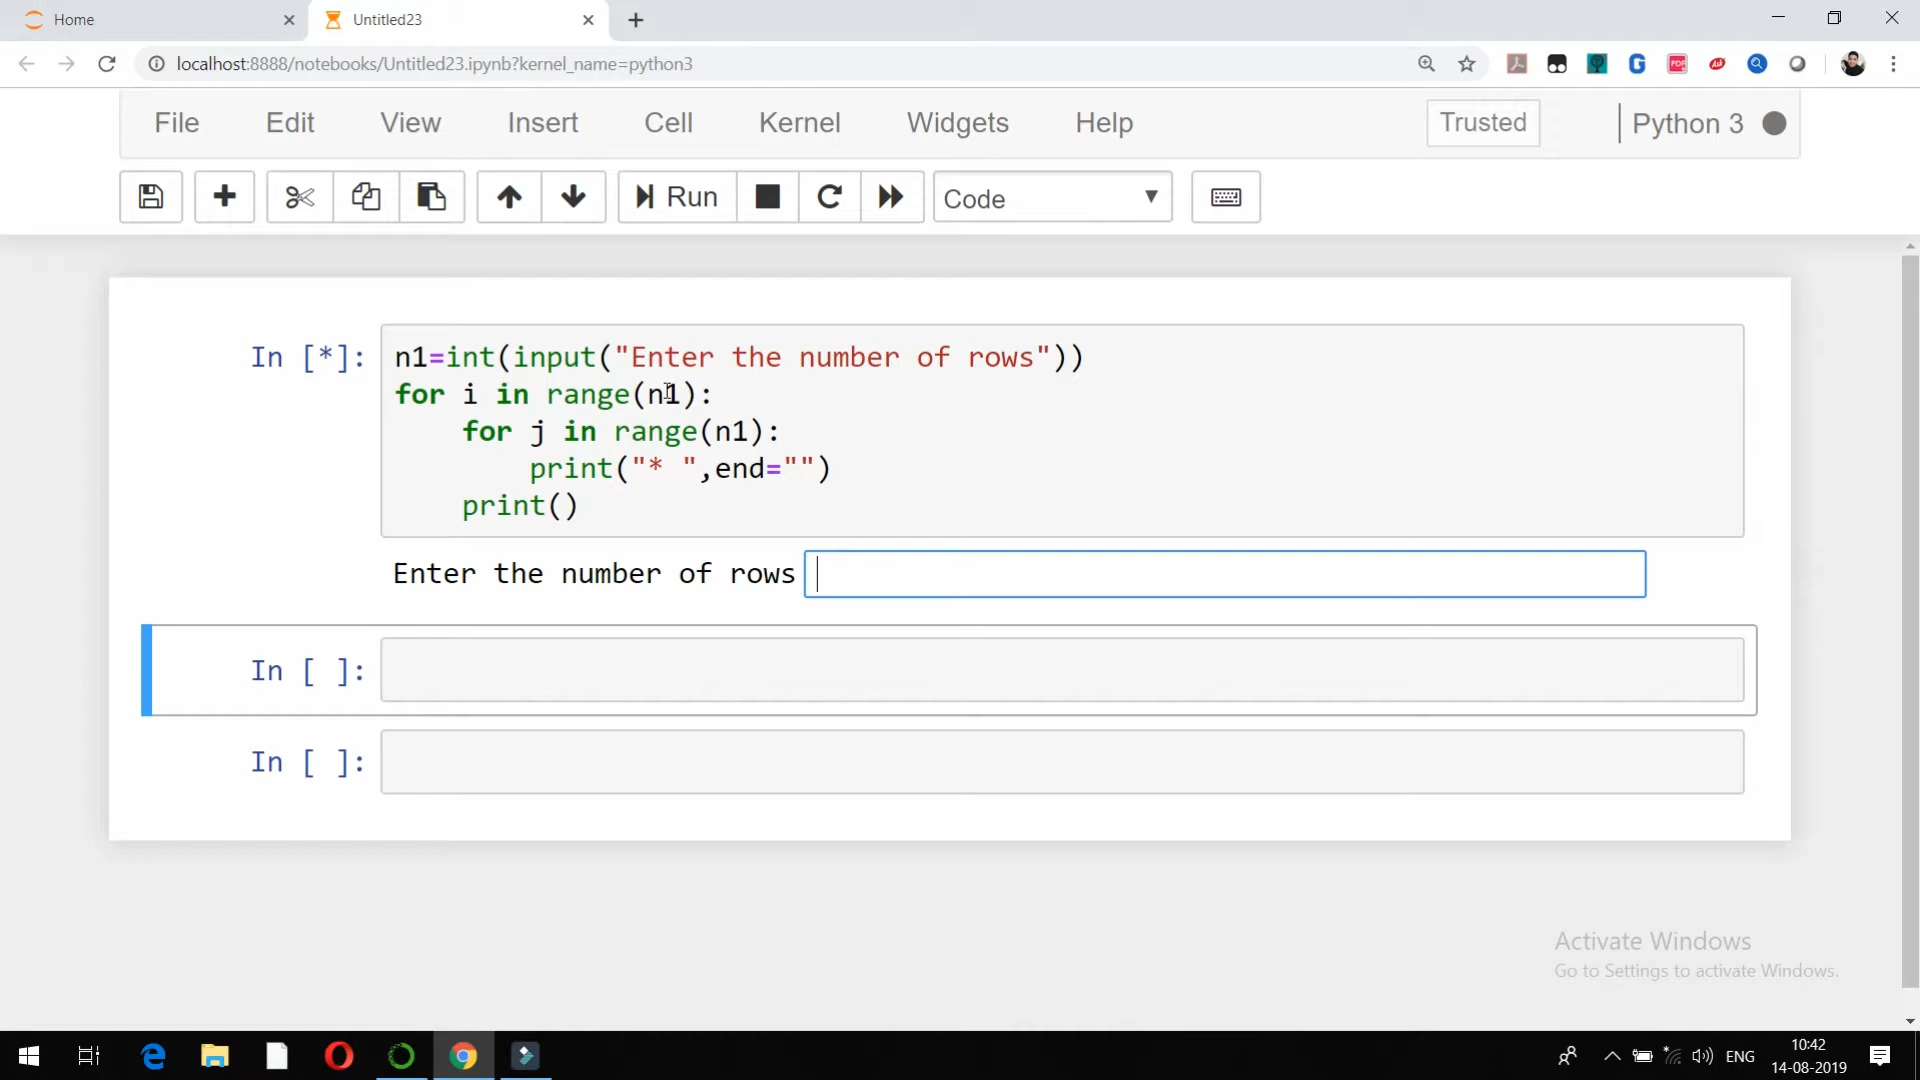 Home
Untitled23
localhost:8888/notebooks/Untitled23.ipynb?kernel_name=python3
File Edit View Insert Cell Kernel Widgets Help Trusted Python 3
Run Code
In [*]: n1=int(input("Enter the number of rows"))
for i in range(n1):
    for j in range(n1):
        print("* ",end="")
    print()
Enter the number of rows
In [ ]:
In [ ]:
Activate Windows
Go to Settings to activate Windows.
ENG
10:42
14-08-2019